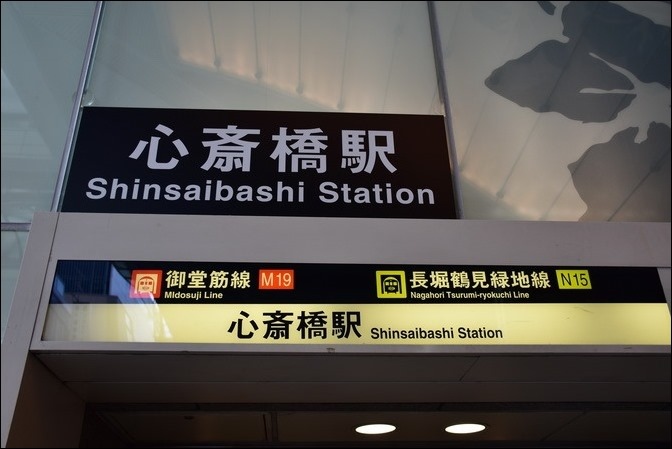 心斎橋駅
Shinsaibashi Station
御堂筋線 M19 長堀鶴見緑地線 N15
Midosuji Line Nagahori Tsurumi-ryokuchi Line
心斎橋駅 Shinsaibashi Station